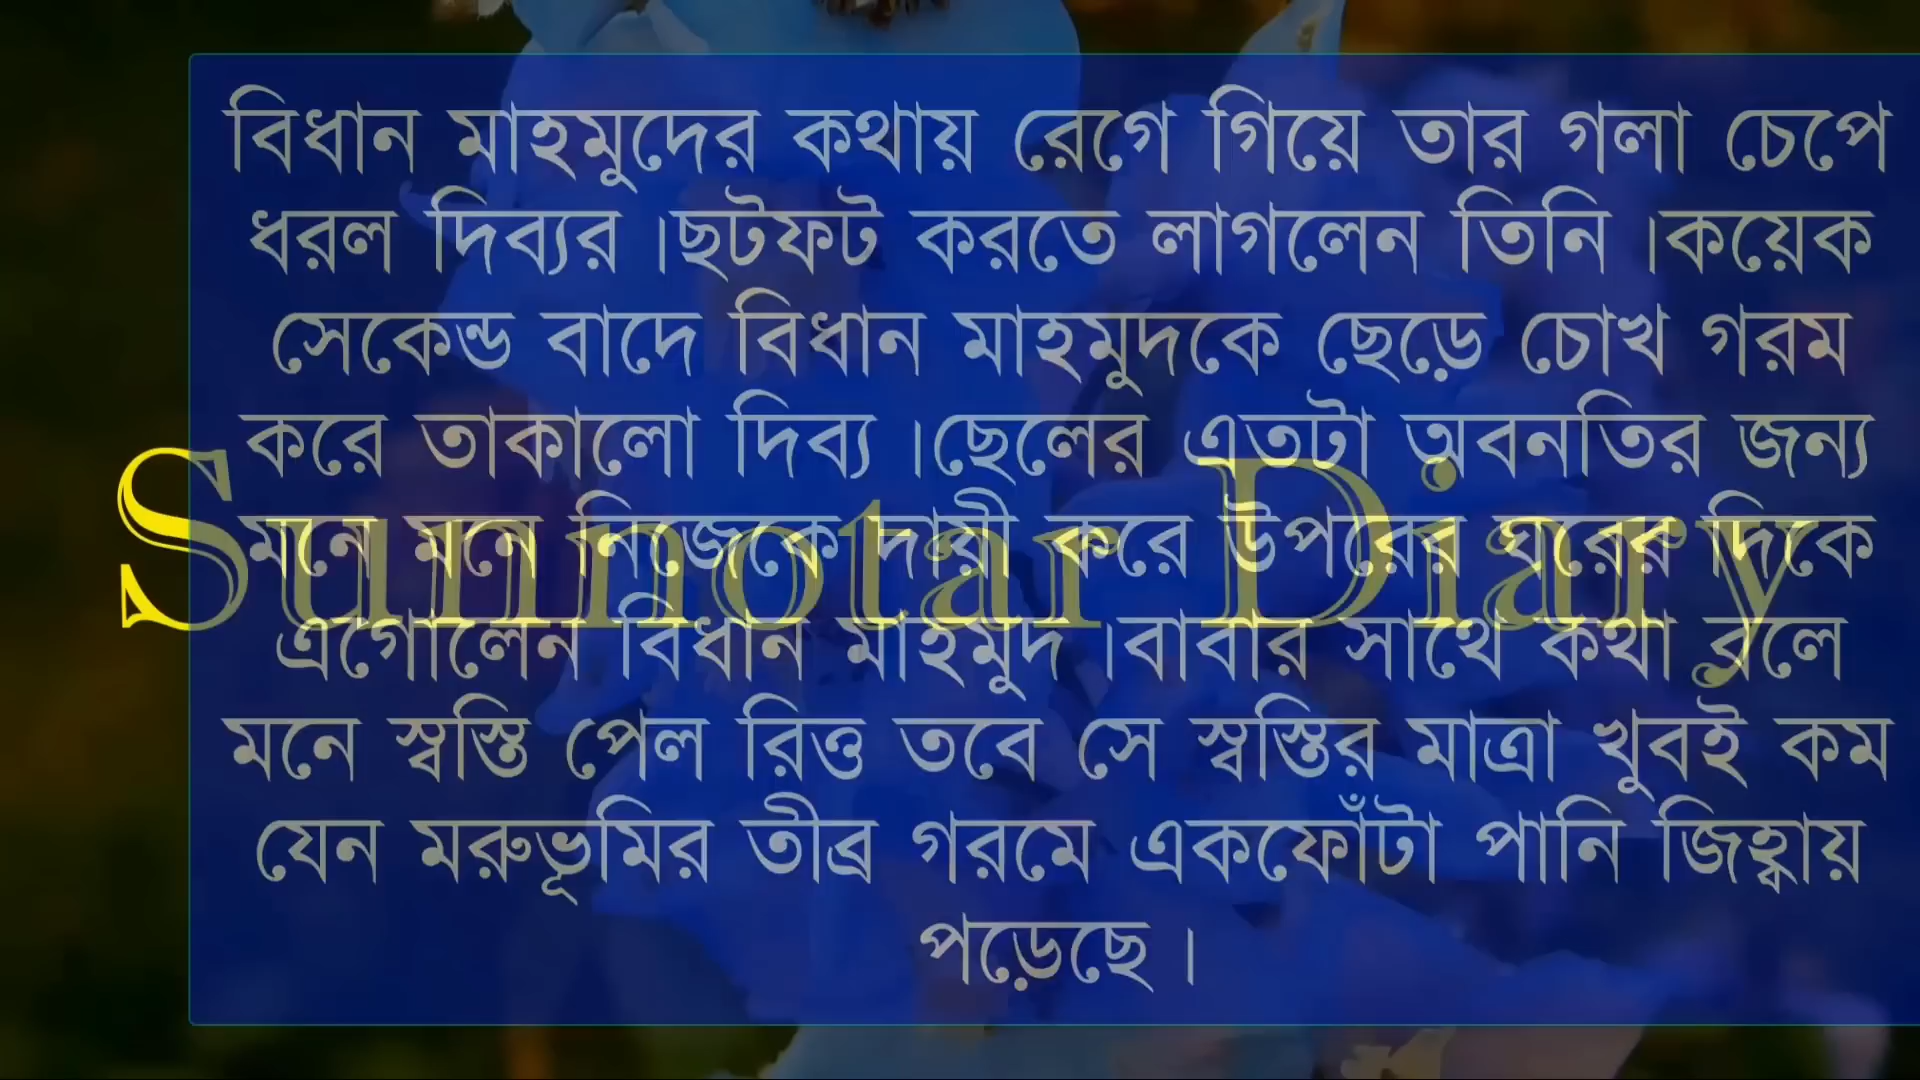 বিধান মাহমুদের কথায় রেগে গিয়ে তার গলা চেপে
ধরল দিব্যর ।ছটফট করতে লাগলেন তিনি ।কয়েক
সেকেন্ড বাদে বিধান মাহমুদকে ছেড়ে চোখ গরম
করে তাকালো দিব্য ।ছেলের এতটা অবনতির জন্য
মনে মনে নিজেকে দায়ী করে উপরের ঘরের দিকে
Sunnotar Diary
এগোলেন বিধান মাহমুদ ।বাবার সাথে কথা বলে
মনে স্বস্তি পেল রিত্ত তবে সে স্বস্তির মাত্রা খুবই কম
যেন মরুভূমির তীব্র গরমে একফোঁটা পানি জিহ্বায়
পড়েছে ।